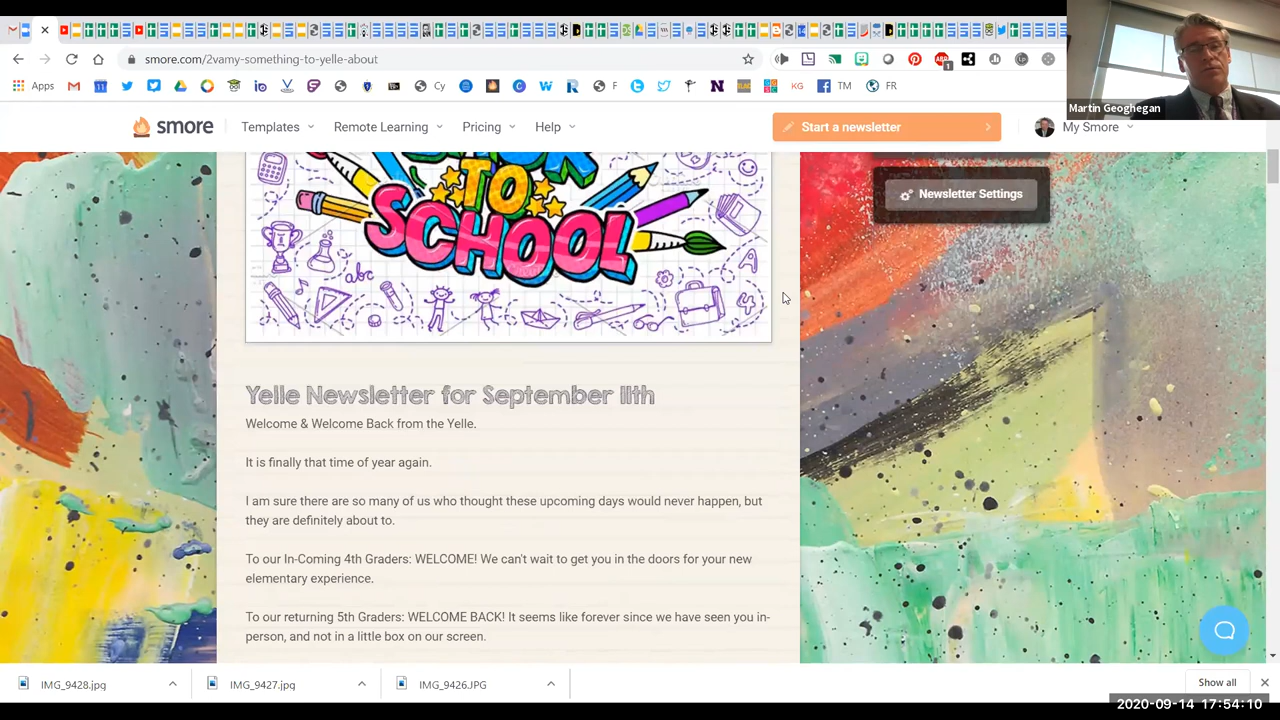 smore.com/2vamy
thing-to-yelle-about
Apps
Cy
F
KG
TM
FR
Martin Geoghegan
smore
Templates
Remote Learning
Pricing
Help
Start a newsletter
My Smore
Newsletter Settings
TO
SCHOOL
abc
A
4
Yelle Newsletter for September 11th
Welcome & Welcome Back from the Yelle.
It is finally that time of year again.
I am sure there are so many of us who thought these upcoming days would never happen, but
they are definitely about to.
To our In-Coming 4th Graders: WELCOME! We can't wait to get you in the doors for your new
elementary experience.
To our returning 5th Graders: WELCOME BACK! It seems like forever since we have seen you in-
person, and not in a little box on our screen.
IMG_9428.jpg
IMG_9427.jpg
IMG_9426.JPG
Show all
2020-09-14 17:54:10